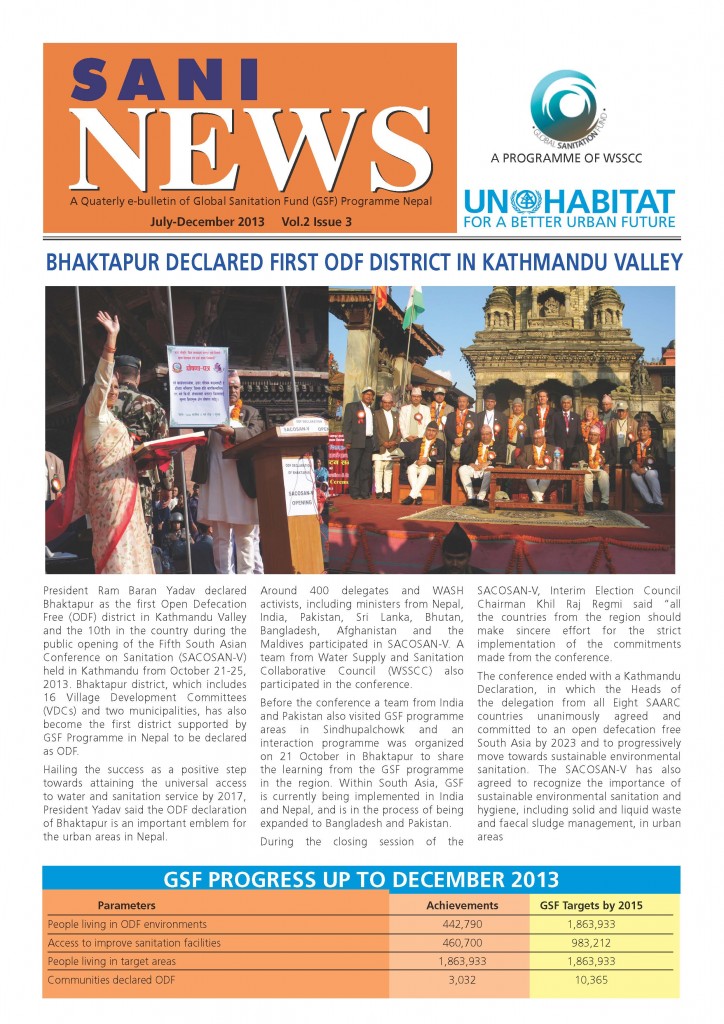 SANI
NEWS
A Quaterly e-bulletin of Global Sanitation Fund (GSF) Programme Nepal
July-December 2013 Vol.2 Issue 3
GLOBAL SANITATION FUND
A PROGRAMME OF WSSCC
UN HABITAT
FOR A BETTER URBAN FUTURE
BHAKTAPUR DECLARED FIRST ODF DISTRICT IN KATHMANDU VALLEY
SACOSAN-V
OPENING
SACOSAN-V
OPENING
President Ram Baran Yadav declared
Bhaktapur as the first Open Defecation
Free (ODF) district in Kathmandu Valley
and the 10th in the country during the
public opening of the Fifth South Asian
Conference on Sanitation (SACOSAN-V)
held in Kathmandu from October 21-25,
2013. Bhaktapur district, which includes
16 Village Development Committees
(VDCs) and two municipalities, has also
become the first district supported by
GSF Programme in Nepal to be declared
as ODF.
Hailing the success as a positive step
towards attaining the universal access
to water and sanitation service by 2017,
President Yadav said the ODF declaration
of Bhaktapur is an important emblem for
the urban areas in Nepal.
Around 400 delegates and WASH
activists, including ministers from Nepal,
India, Pakistan, Sri Lanka, Bhutan,
Bangladesh, Afghanistan and the
Maldives participated in SACOSAN-V. A
team from Water Supply and Sanitation
Collaborative Council (WSSCC) also
participated in the conference.
Before the conference a team from India
and Pakistan also visited GSF programme
areas in Sindhupalchowk and an
interaction programme was organized
on 21 October in Bhaktapur to share
the learning from the GSF programme
in the region. Within South Asia, GSF
is currently being implemented in India
and Nepal, and is in the process of being
expanded to Bangladesh and Pakistan.
During the closing session of the
SACOSAN-V, Interim Election Council
Chairman Khil Raj Regmi said “all
the countries from the region should
make sincere effort for the strict
implementation of the commitments
made from the conference.
The conference ended with a Kathmandu
Declaration, in which the Heads of
the delegation from all Eight SAARC
countries unanimously agreed and
committed to an open defecation free
South Asia by 2023 and to progressively
move towards sustainable environmental
sanitation. The SACOSAN-V has also
agreed to recognize the importance of
sustainable environmental sanitation and
hygiene, including solid and liquid waste
and faecal sludge management, in urban
areas
GSF PROGRESS UP TO DECEMBER 2013
Parameters Achievements GSF Targets by 2015
People living in ODF environments 442,790 1,863,933
Access to improve sanitation facilities 460,700 983,212
People living in target areas 1,863,933 1,863,933
Communities declared ODF 3,032 10,365